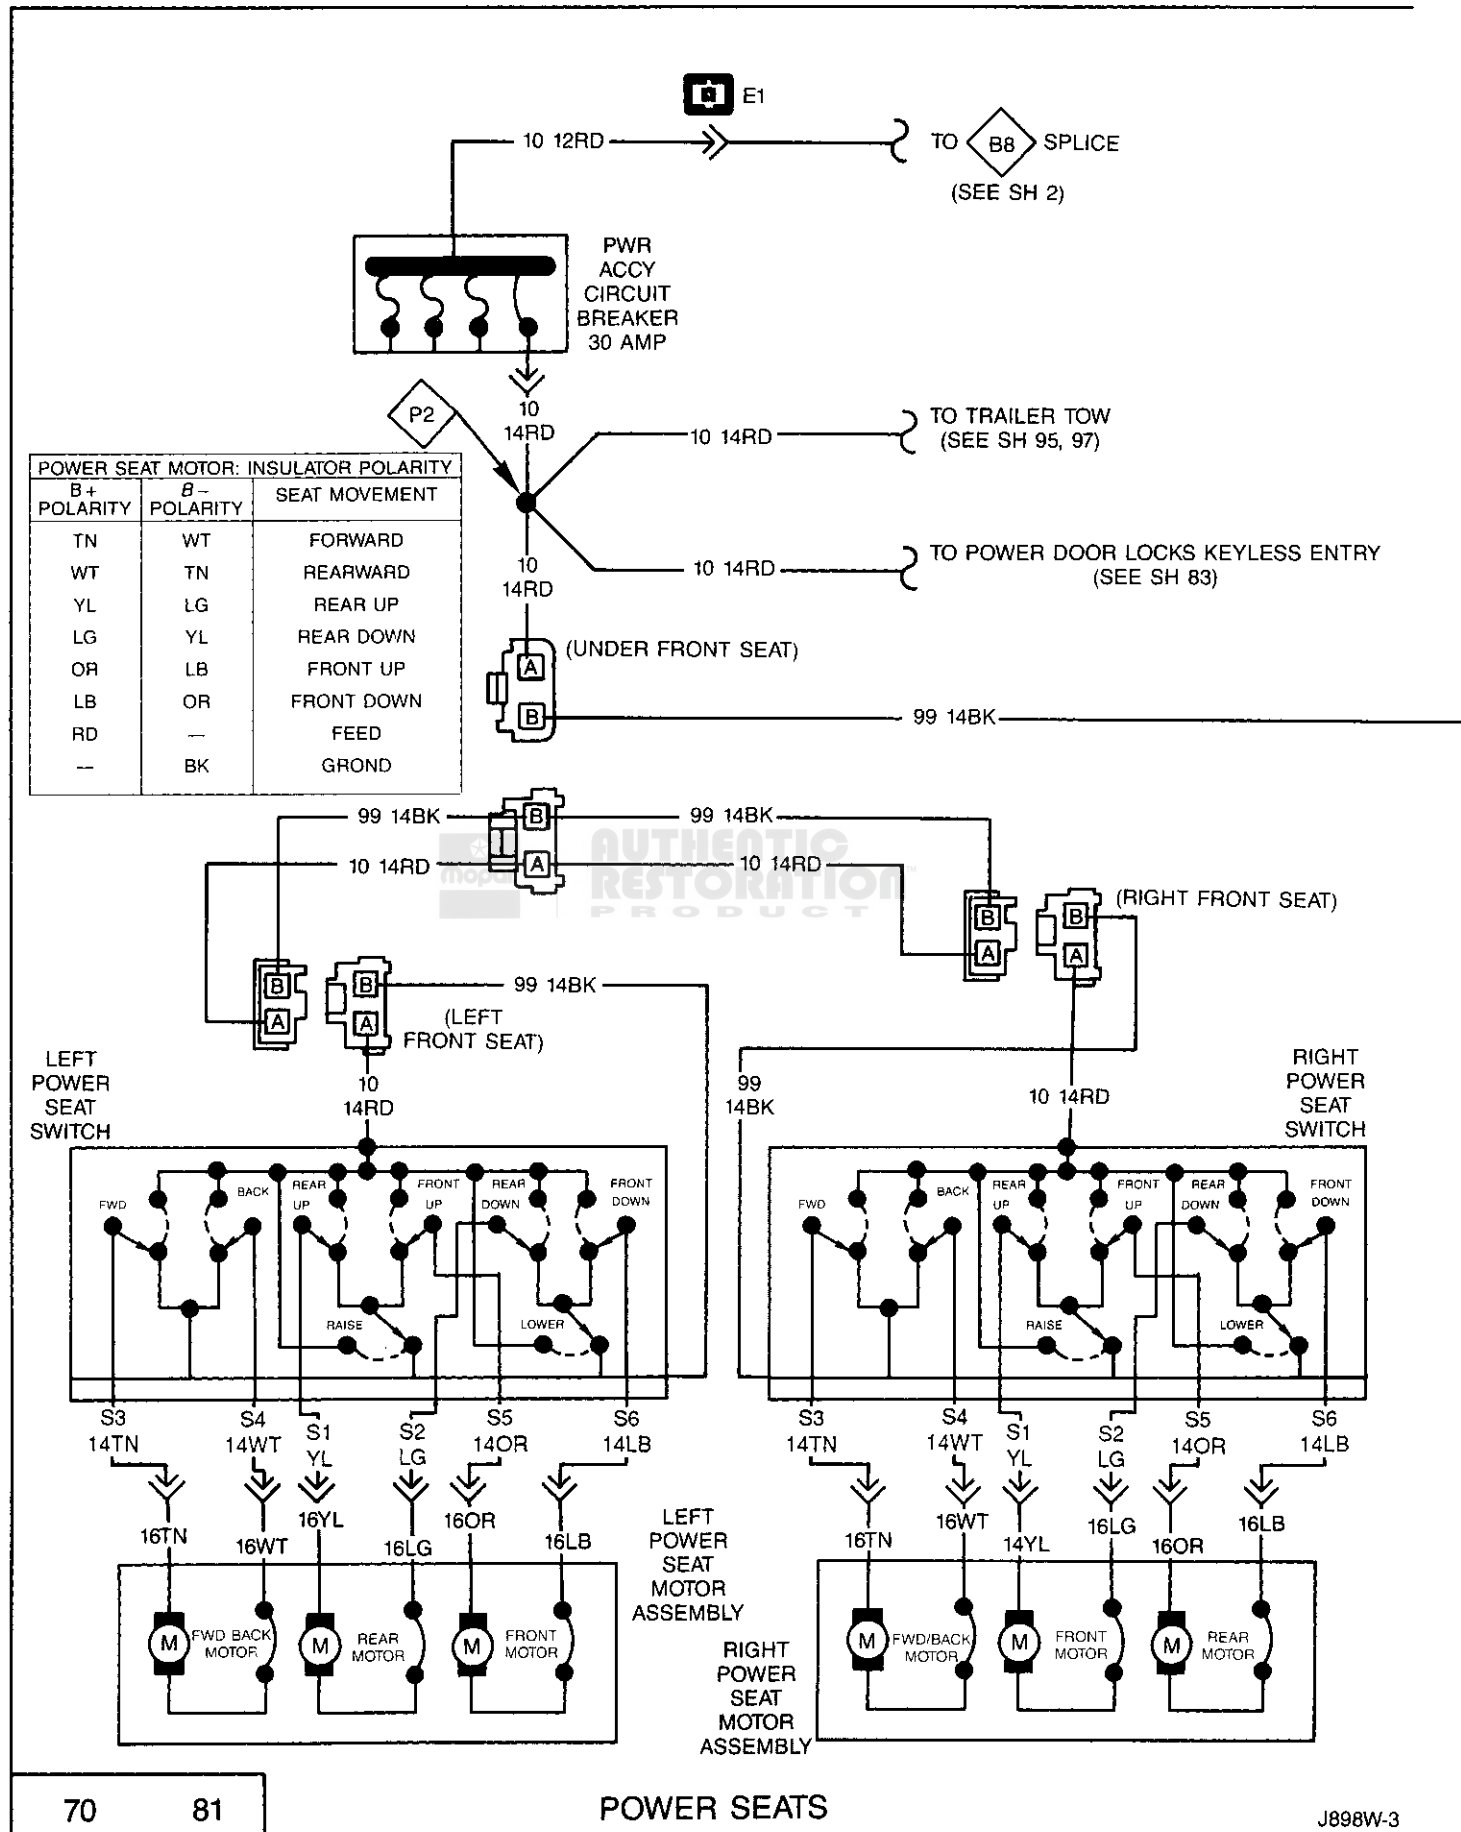 E1
10 12RD
TO B8 SPLICE
(SEE SH 2)
PWR
ACCY
CIRCUIT
BREAKER
30 AMP
P2
10
14RD
10 14RD
TO TRAILER TOW
(SEE SH 95, 97)
POWER SEAT MOTOR: INSULATOR POLARITY
B+ POLARITY B- POLARITY SEAT MOVEMENT
TN WT FORWARD
WT TN REARWARD
YL LG REAR UP
LG YL REAR DOWN
OR LB FRONT UP
LB OR FRONT DOWN
RD — FEED
— BK GROND
10
14RD
10 14RD
TO POWER DOOR LOCKS KEYLESS ENTRY
(SEE SH 83)
A
(UNDER FRONT SEAT)
B
99 14BK
99 14BK
B
99 14BK
10 14RD
A
10 14RD
mopar
AUTHENTIC
RESTORATION
PRODUCT
B
A
B
A
(RIGHT FRONT SEAT)
B
A
B
A
99 14BK
(LEFT
FRONT SEAT)
LEFT
POWER
SEAT
SWITCH
10
14RD
99
14BK
10 14RD
RIGHT
POWER
SEAT
SWITCH
FWD
BACK
REAR
UP
FRONT
UP
REAR
DOWN
FRONT
DOWN
RAISE
LOWER
FWD
BACK
REAR
UP
FRONT
UP
REAR
DOWN
FRONT
DOWN
RAISE
LOWER
S3
14TN
S4
14WT
S1
YL
S2
LG
S5
14OR
S6
14LB
S3
14TN
S4
14WT
S1
YL
S2
LG
S5
14OR
S6
14LB
16TN
16WT
16YL
16LG
16OR
16LB
LEFT
POWER
SEAT
MOTOR
ASSEMBLY
16TN
16WT
14YL
16LG
16OR
16LB
M
FWD BACK
MOTOR
M
REAR
MOTOR
M
FRONT
MOTOR
RIGHT
POWER
SEAT
MOTOR
ASSEMBLY
M
FWD/BACK
MOTOR
M
FRONT
MOTOR
M
REAR
MOTOR
70 81
POWER SEATS
J898W-3